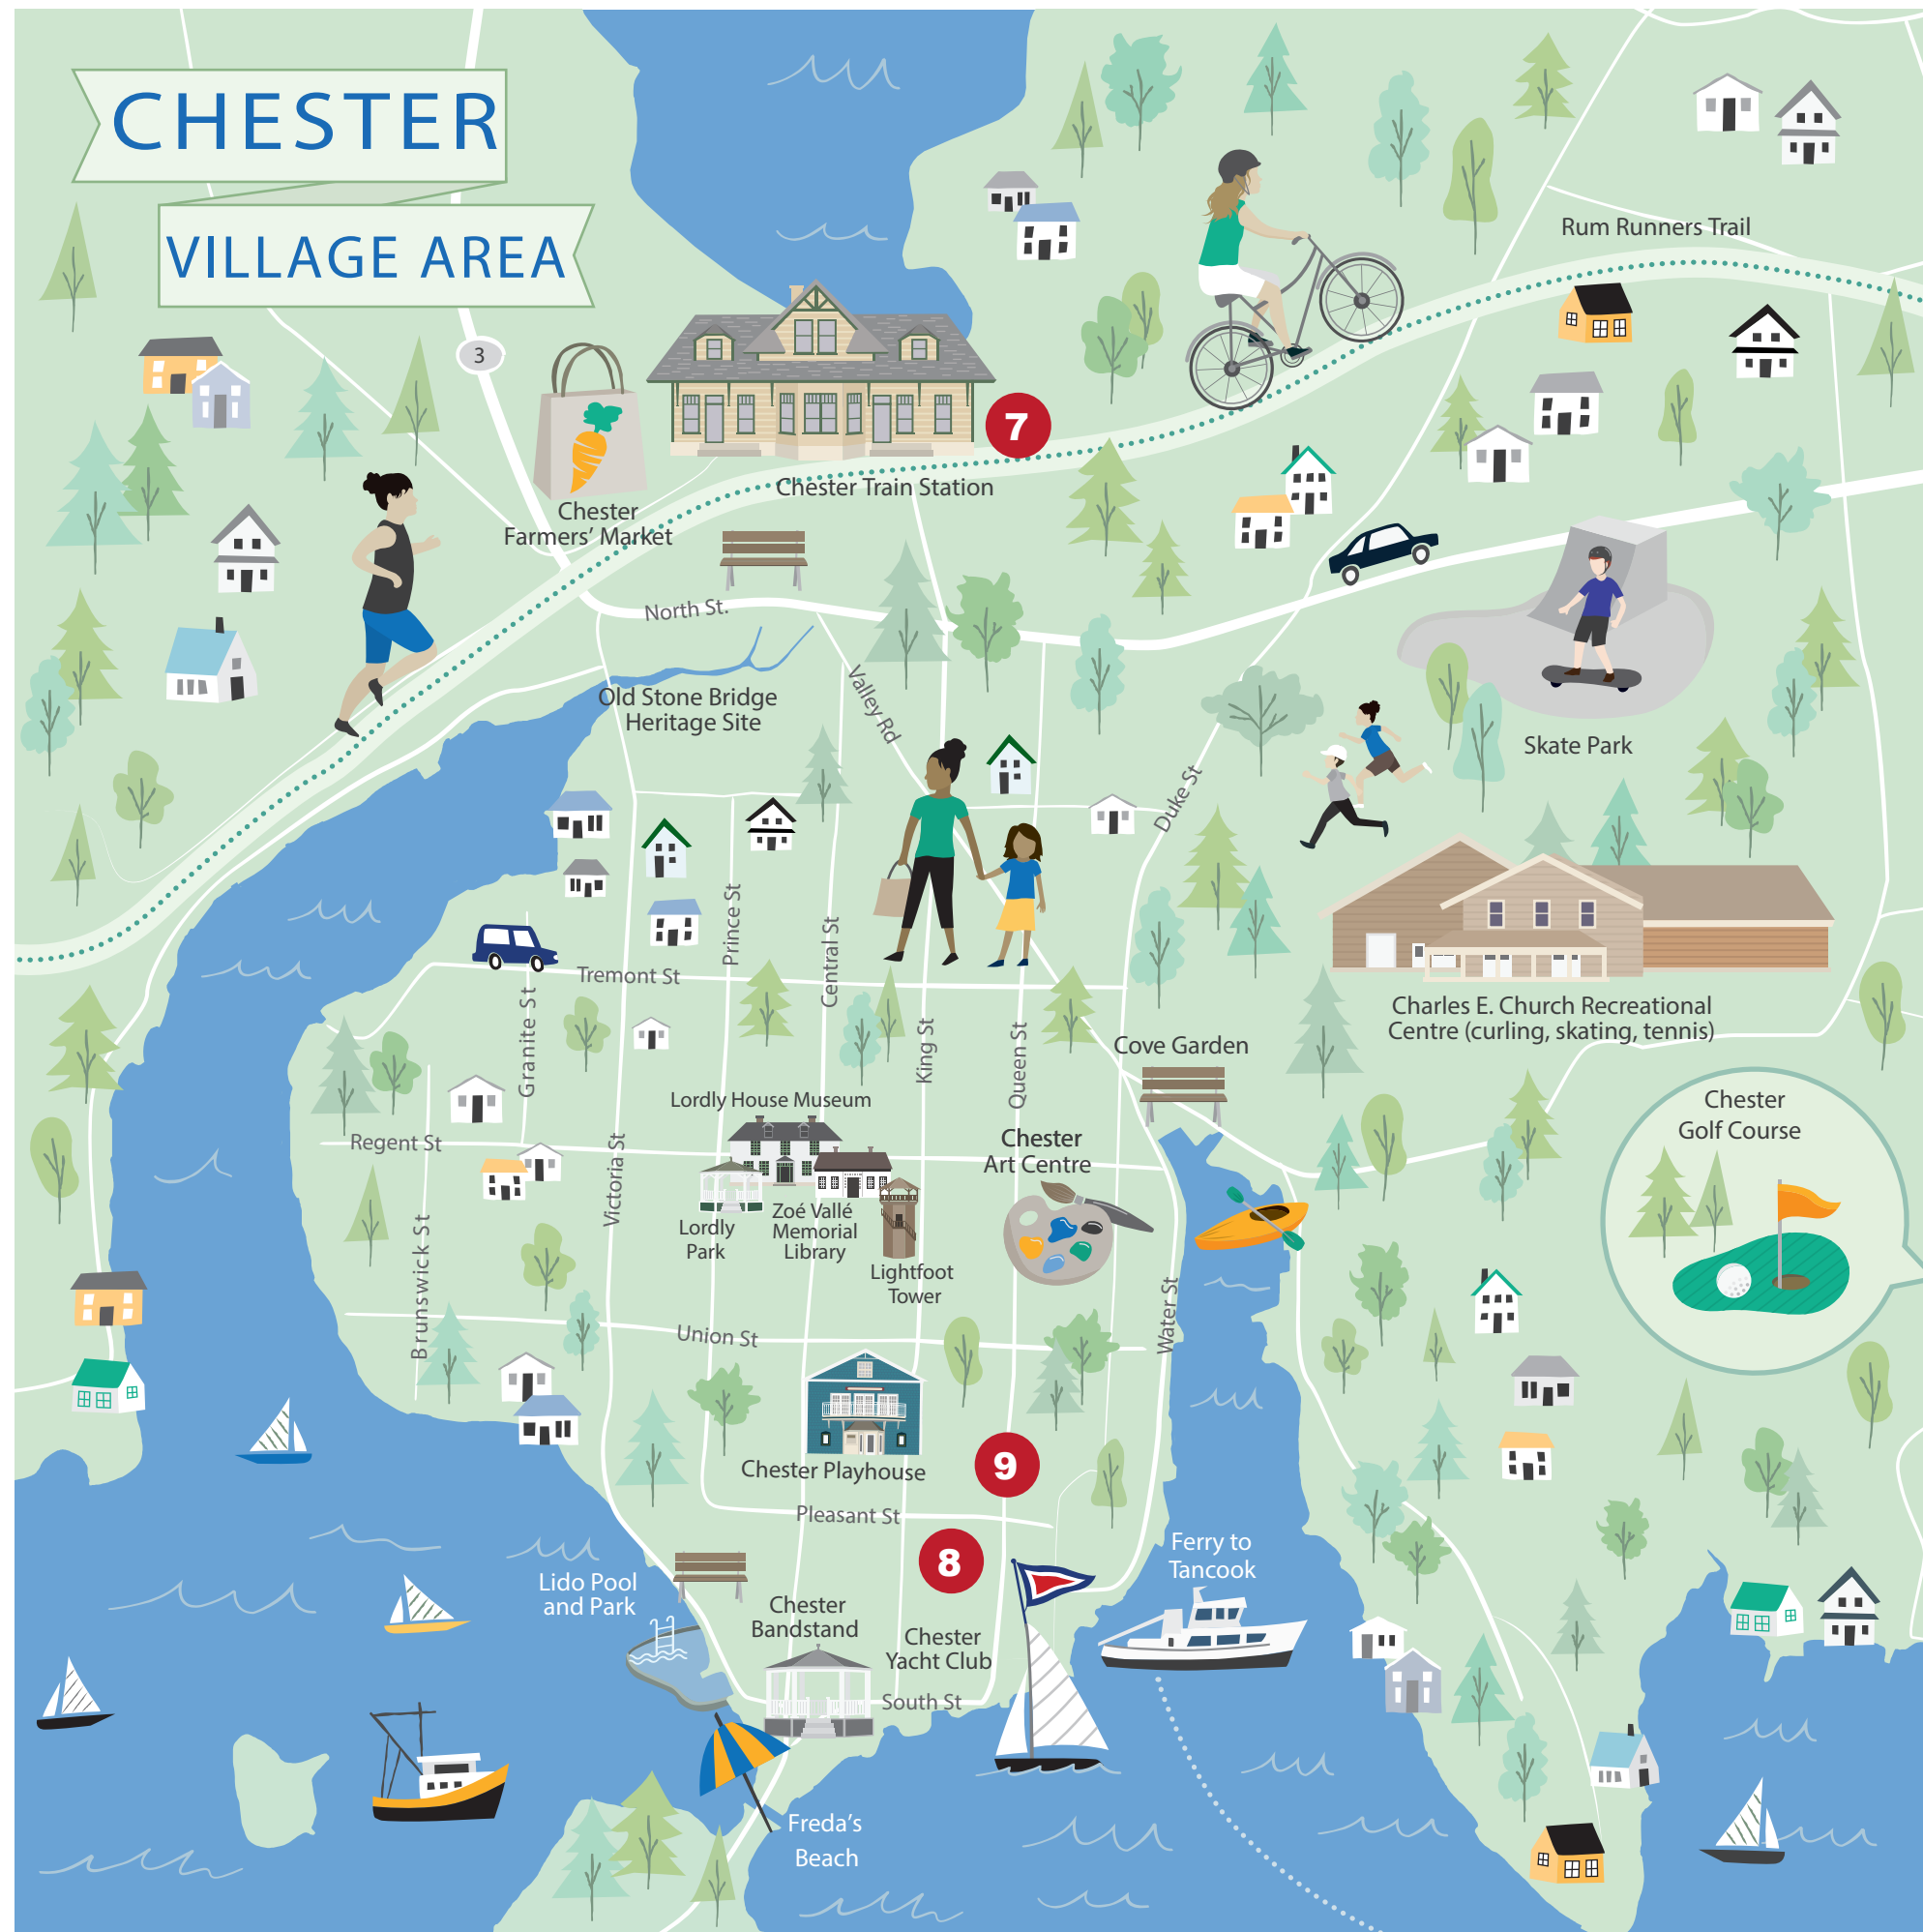 CHESTER
VILLAGE AREA
Rum Runners Trail
3
7
Chester Train Station
Chester
Farmers’ Market
North St.
Old Stone Bridge
Heritage Site
Valley Rd
Skate Park
Duke St
Prince St
Central St
Tremont St
Granite St
King St
Queen St
Charles E. Church Recreational
Centre (curling, skating, tennis)
Cove Garden
Lordly House Museum
Chester
Golf Course
Regent St
Victoria St
Chester
Art Centre
Lordly
Park
Zoé Vallé
Memorial
Library
Lightfoot
Tower
Brunswick St
Water St
Union St
Chester Playhouse
9
Pleasant St
8
Ferry to
Tancook
Lido Pool
and Park
Chester
Bandstand
Chester
Yacht Club
South St
Freda’s
Beach